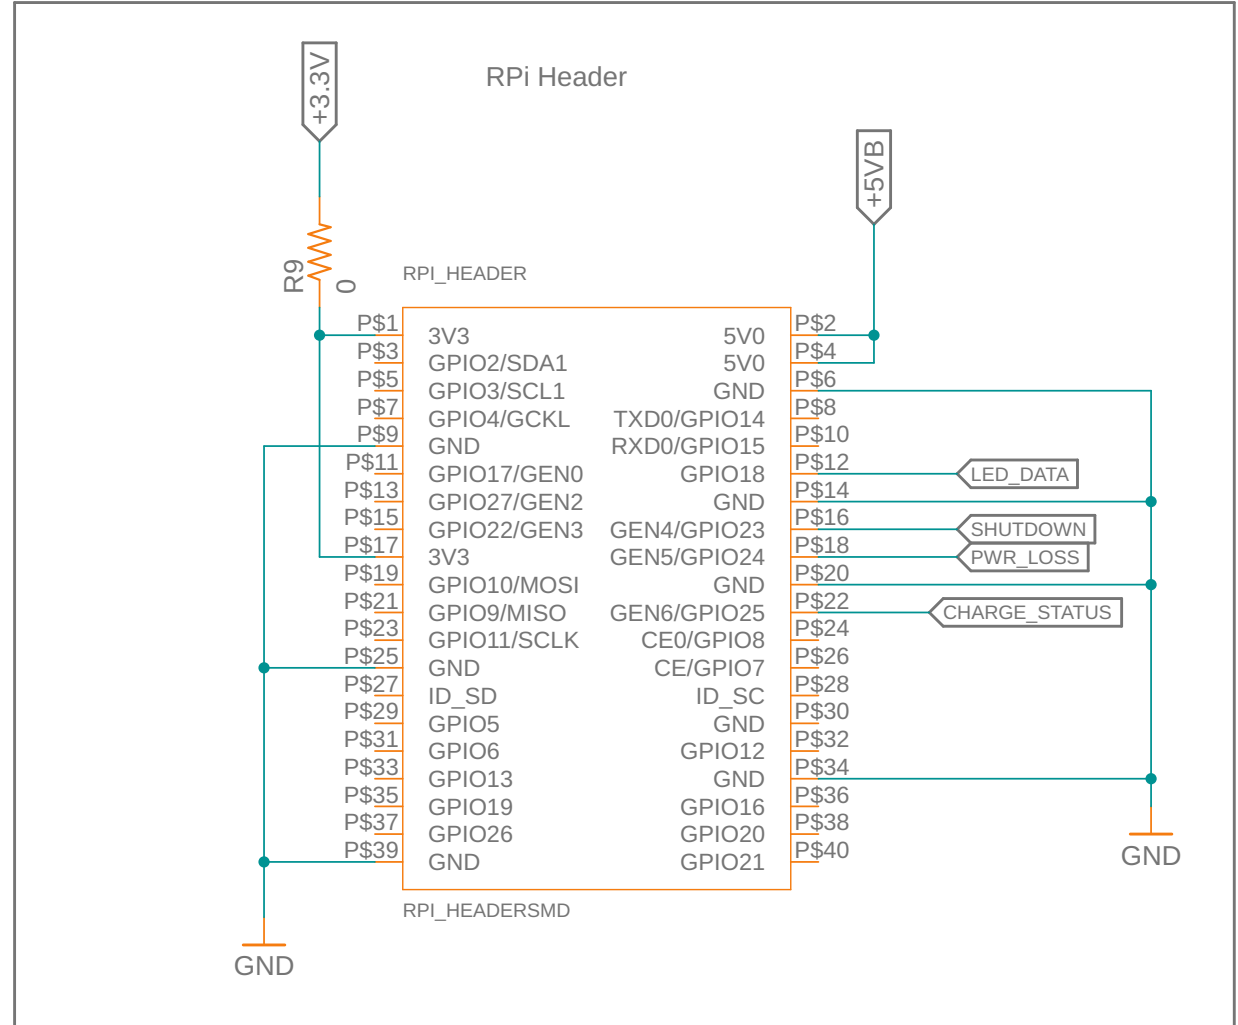 +3.3V
RPi Header
+5VB
R9
0
RPI_HEADER
P$1 3V3 5V0 P$2
P$3 GPIO2/SDA1 5V0 P$4
P$5 GPIO3/SCL1 GND P$6
P$7 GPIO4/GCKL TXD0/GPIO14 P$8
P$9 GND RXD0/GPIO15 P$10
P$11 GPIO17/GEN0 GPIO18 P$12 LED_DATA
P$13 GPIO27/GEN2 GND P$14
P$15 GPIO22/GEN3 GEN4/GPIO23 P$16 SHUTDOWN
P$17 3V3 GEN5/GPIO24 P$18 PWR_LOSS
P$19 GPIO10/MOSI GND P$20
P$21 GPIO9/MISO GEN6/GPIO25 P$22 CHARGE_STATUS
P$23 GPIO11/SCLK CE0/GPIO8 P$24
P$25 GND CE/GPIO7 P$26
P$27 ID_SD ID_SC P$28
P$29 GPIO5 GND P$30
P$31 GPIO6 GPIO12 P$32
P$33 GPIO13 GND P$34
P$35 GPIO19 GPIO16 P$36
P$37 GPIO26 GPIO20 P$38
P$39 GND GPIO21 P$40
GND
RPI_HEADERSMD
GND